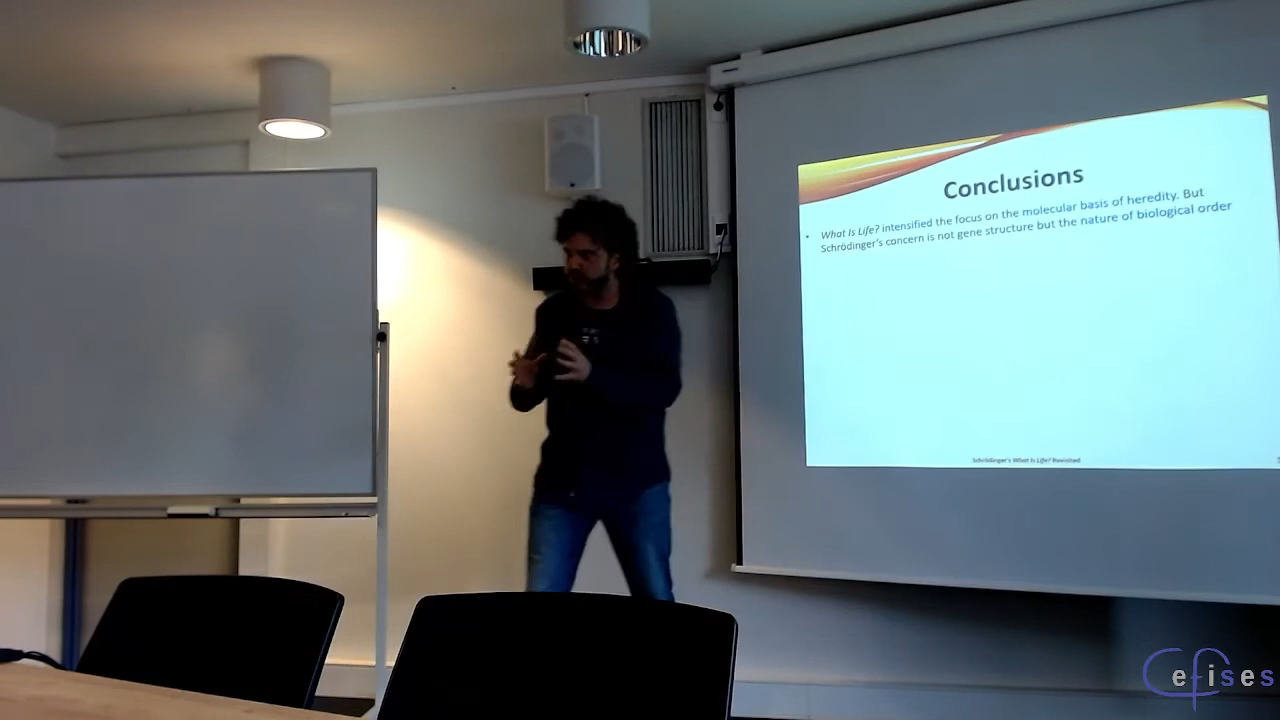 Conclusions
• What Is Life? intensified the focus on the molecular basis of heredity. But
Schrödinger's concern is not gene structure but the nature of biological order
Schrödinger's What Is Life? Revisited
efises